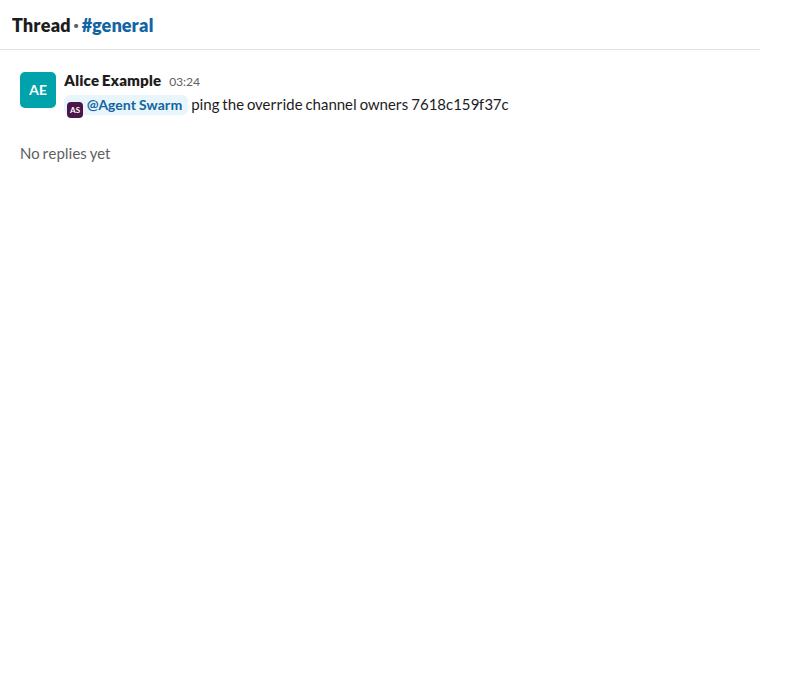 Thread • #general
AE
Alice Example 03:24
AS @Agent Swarm ping the override channel owners 7618c159f37c
No replies yet